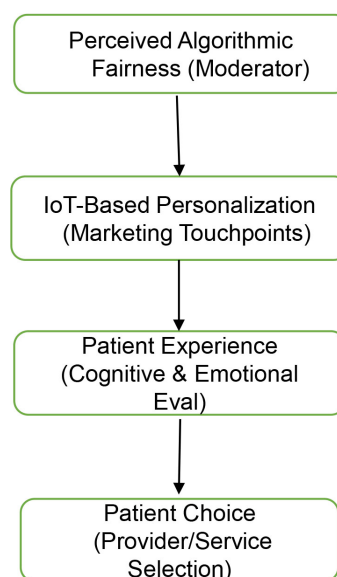 Perceived Algorithmic
Fairness (Moderator)
IoT-Based Personalization
(Marketing Touchpoints)
Patient Experience
(Cognitive & Emotional
Eval)
Patient Choice
(Provider/Service
Selection)